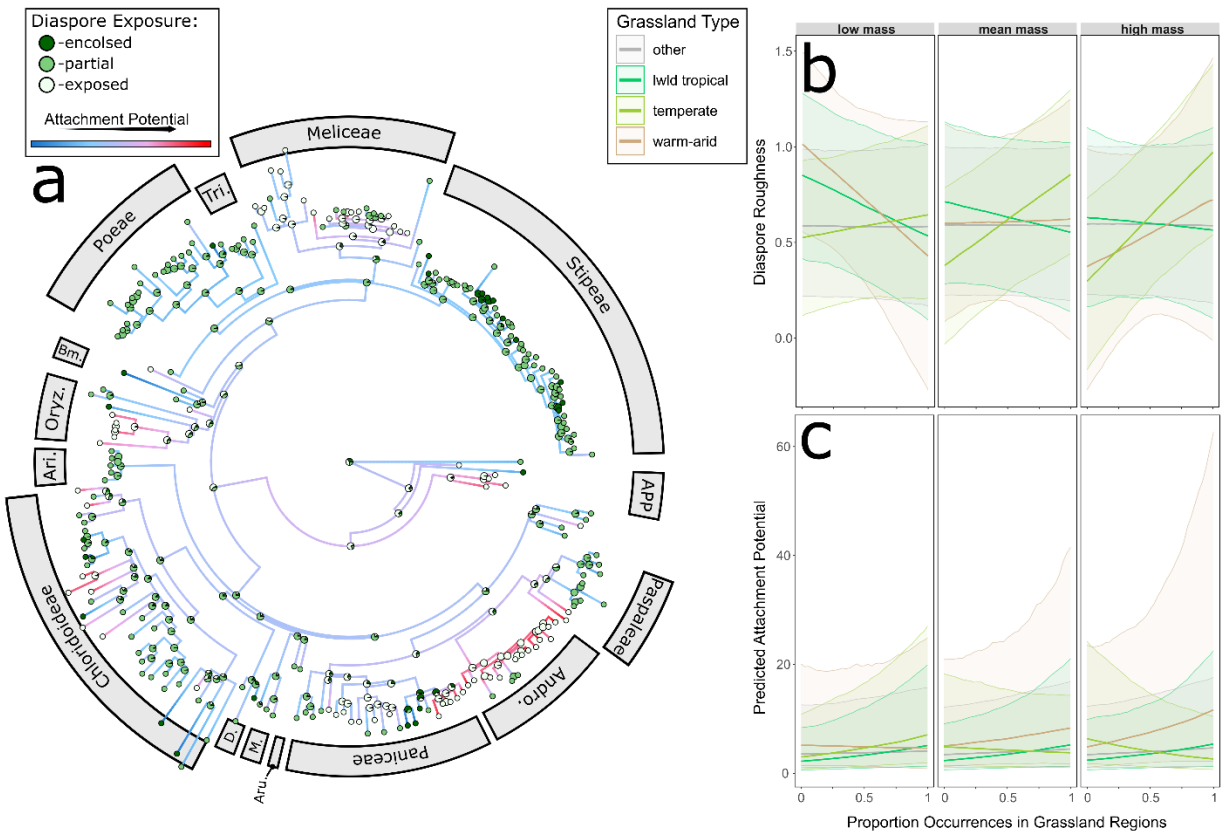 Diaspore Exposure:
-encolsed
-partial
-exposed
Attachment Potential
a
Meliceae
Tri.
Poeae
Stipeae
Bm.
Oryz.
Ari.
APP
Chloridoideae
Paspaleae
Andro.
Paniceae
D.
M.
Aru.
Grassland Type
other
lwld tropical
temperate
warm-arid
low mass
mean mass
high mass
b
Diaspore Roughness
1.5
1.0
0.5
0.0
c
Predicted Attachment Potential
60
40
20
0
0 0.5 1 0 0.5 1 0 0.5 1
Proportion Occurrences in Grassland Regions